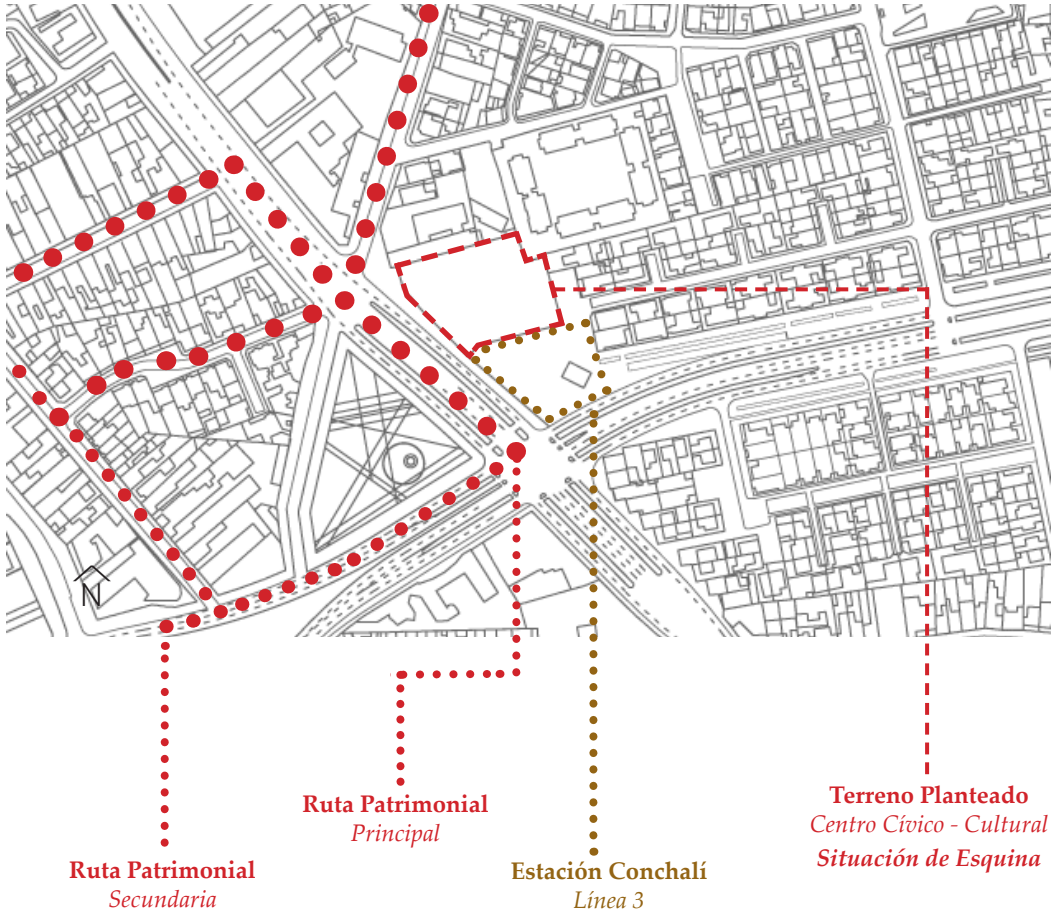 N
Ruta Patrimonial
Principal
Terreno Planteado
Centro Cívico - Cultural
Situación de Esquina
Ruta Patrimonial
Secundaria
Estación Conchalí
Línea 3